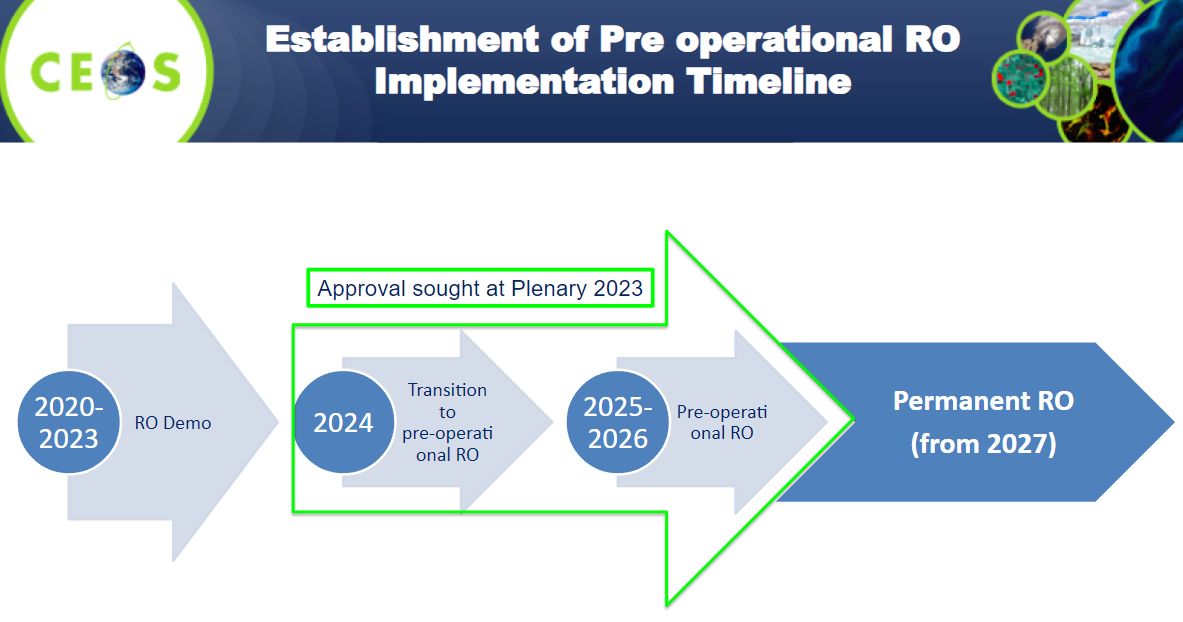 CEOS
Establishment of Pre operational RO
Implementation Timeline
Approval sought at Plenary 2023
2020-
2023
RO Demo
2024
Transition
to
pre-operati
onal RO
2025-
2026
Pre-operati
onal RO
Permanent RO
(from 2027)